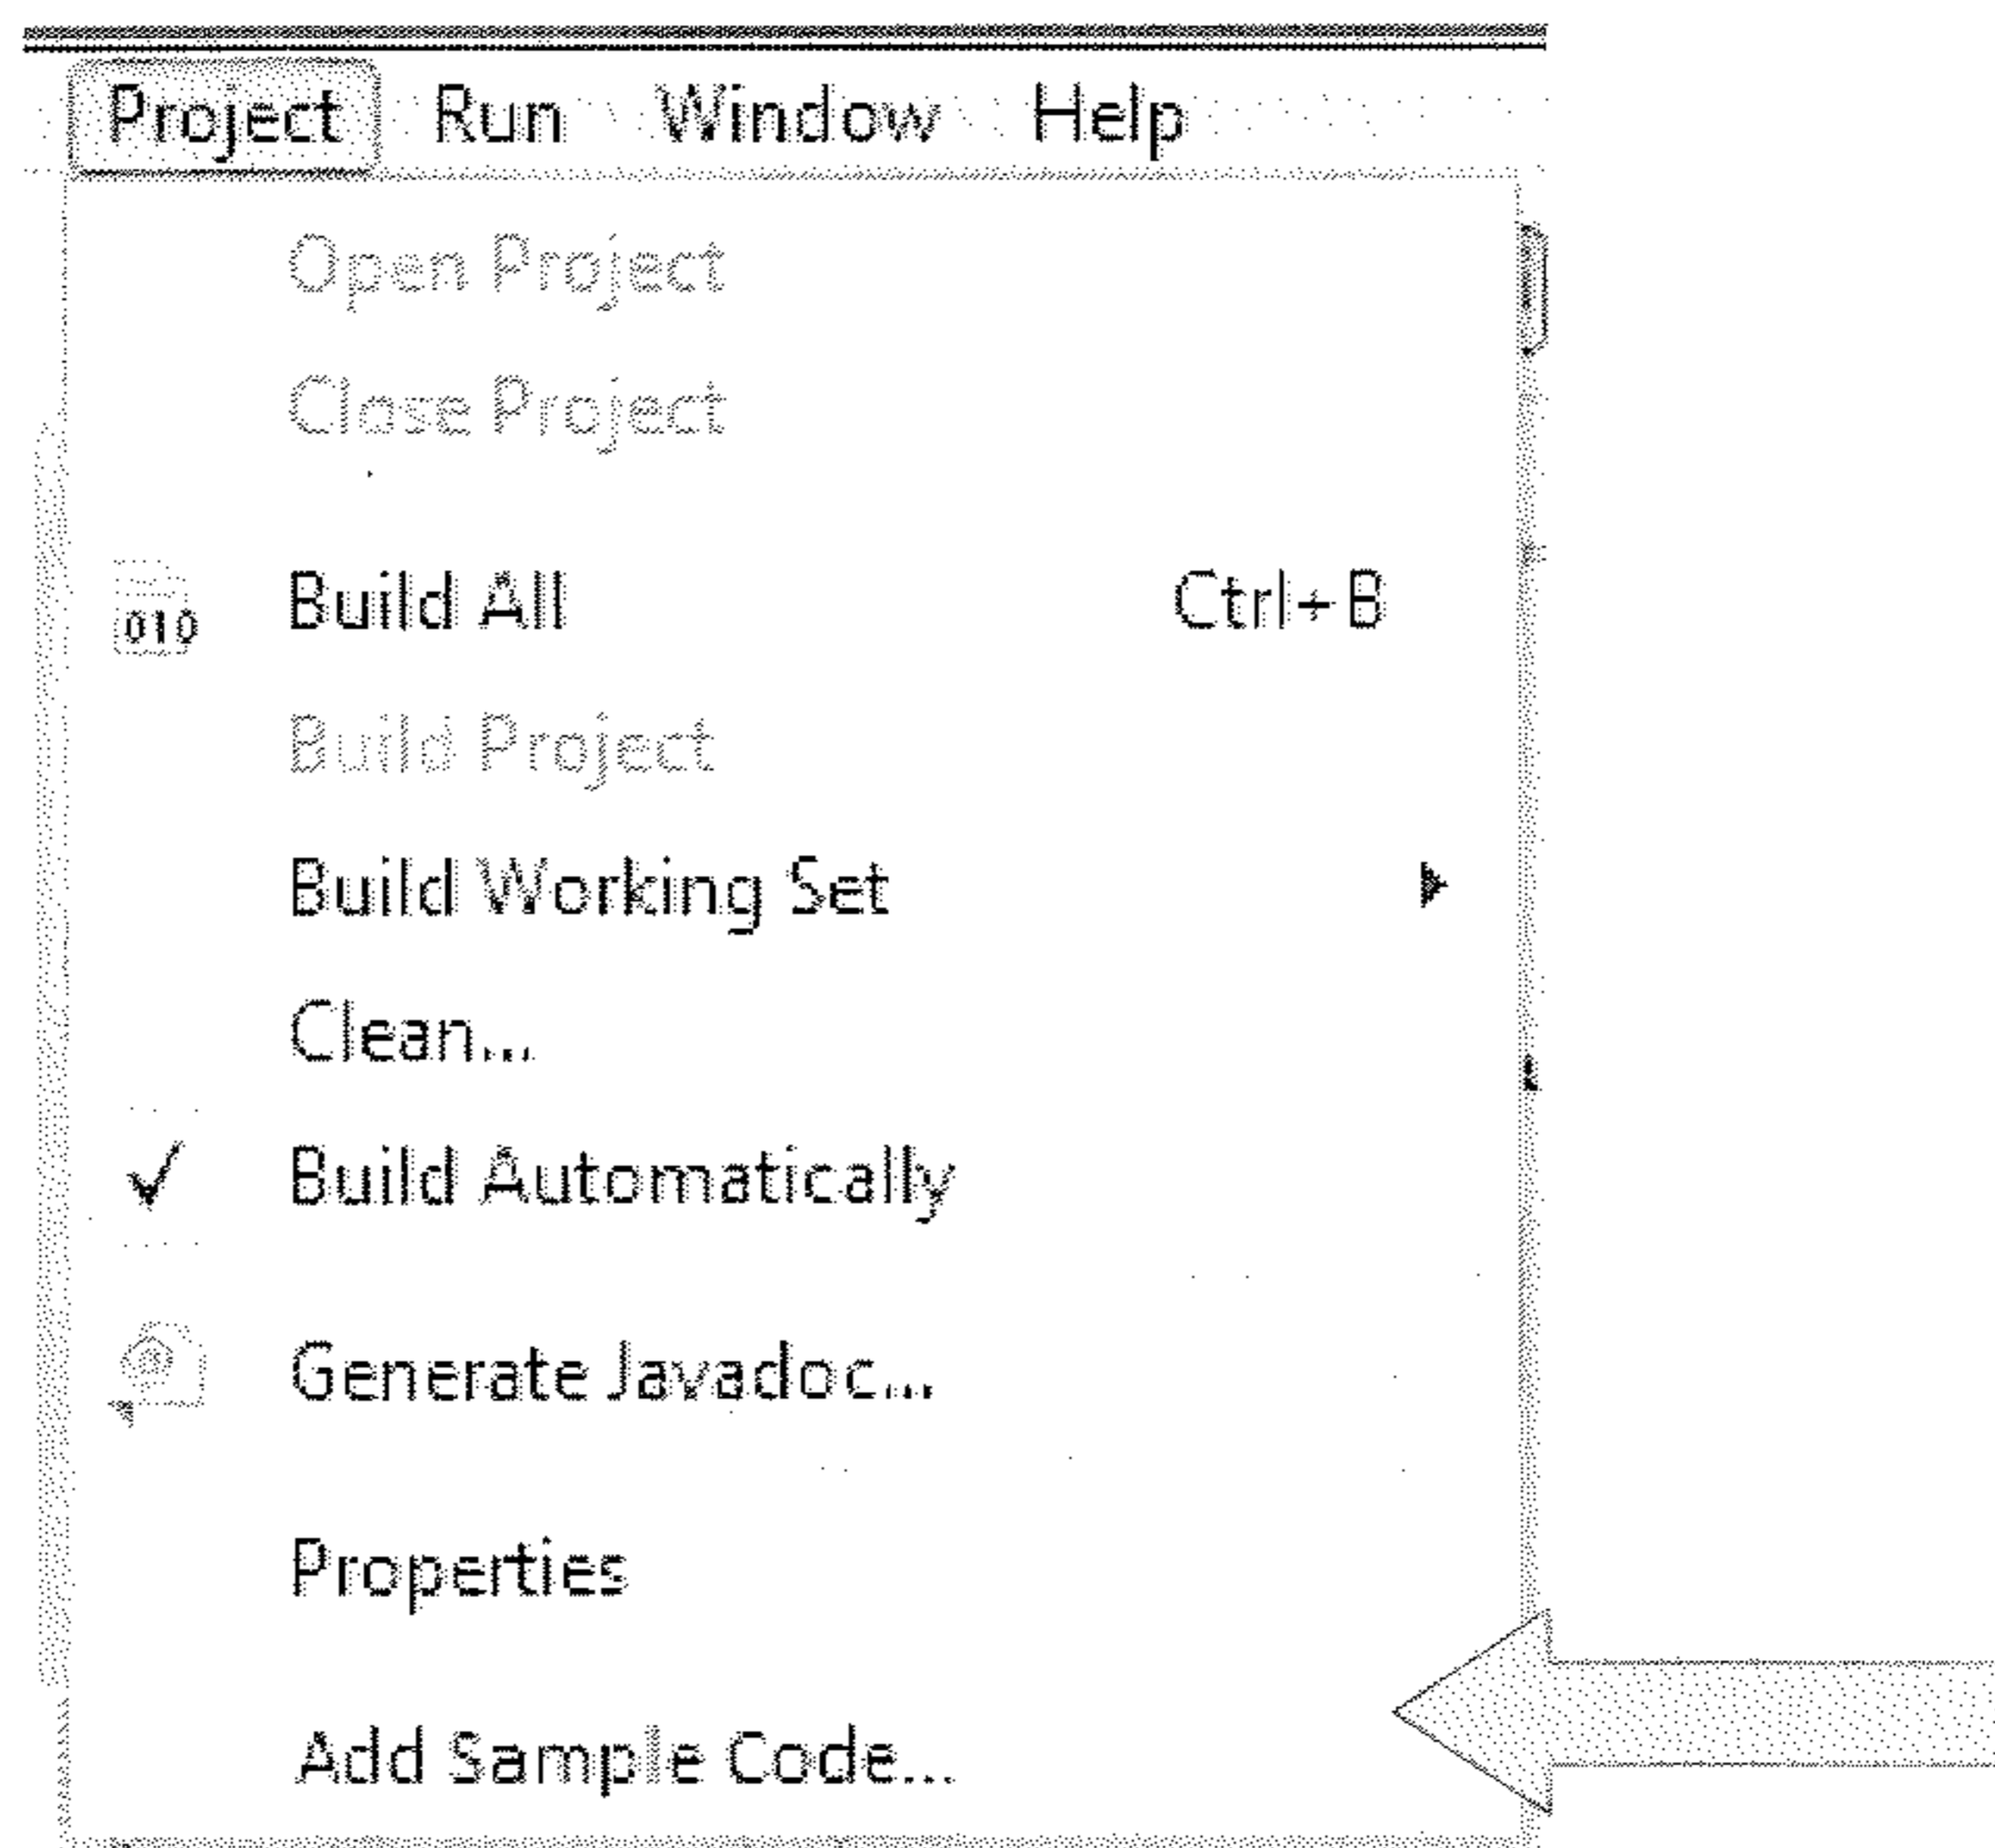 Project Run Window Help
Open Project
Close Project
010 Build All Ctrl+B
Build Project
Build Working Set
Clean...
Build Automatically
Generate Javadoc...
Properties
Add Sample Code...